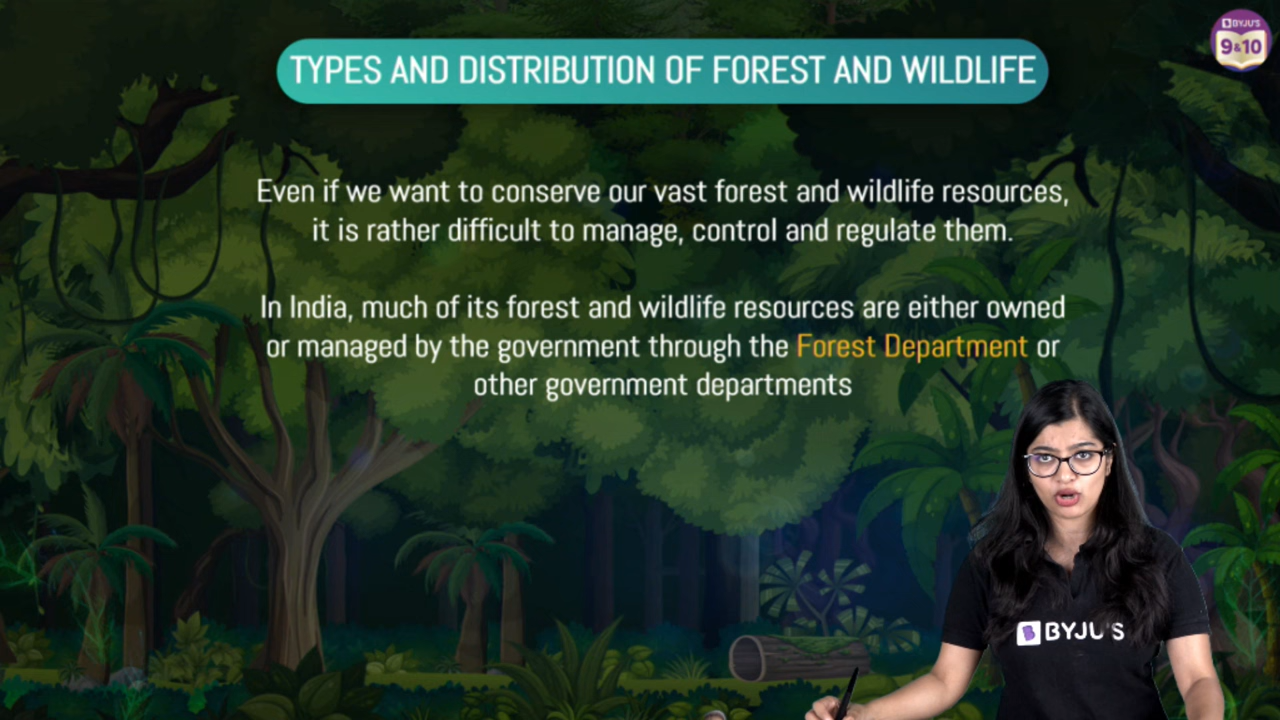 BYJU'S
9&10
TYPES AND DISTRIBUTION OF FOREST AND WILDLIFE
Even if we want to conserve our vast forest and wildlife resources,
it is rather difficult to manage, control and regulate them.
In India, much of its forest and wildlife resources are either owned
or managed by the government through the Forest Department or
other government departments
BYJU'S